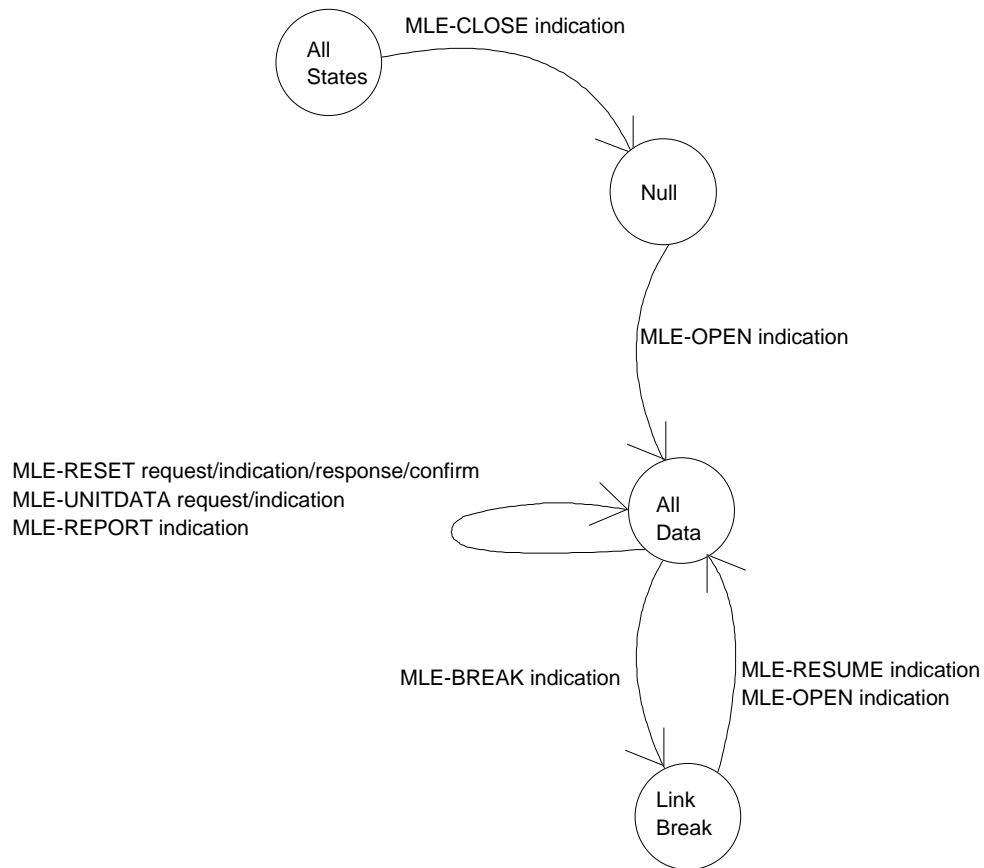 MLE-CLOSE indication
All
States
Null
MLE-OPEN indication
MLE-RESET request/indication/response/confirm
MLE-UNITDATA request/indication
MLE-REPORT indication
All
Data
MLE-BREAK indication
MLE-RESUME indication
MLE-OPEN indication
Link
Break